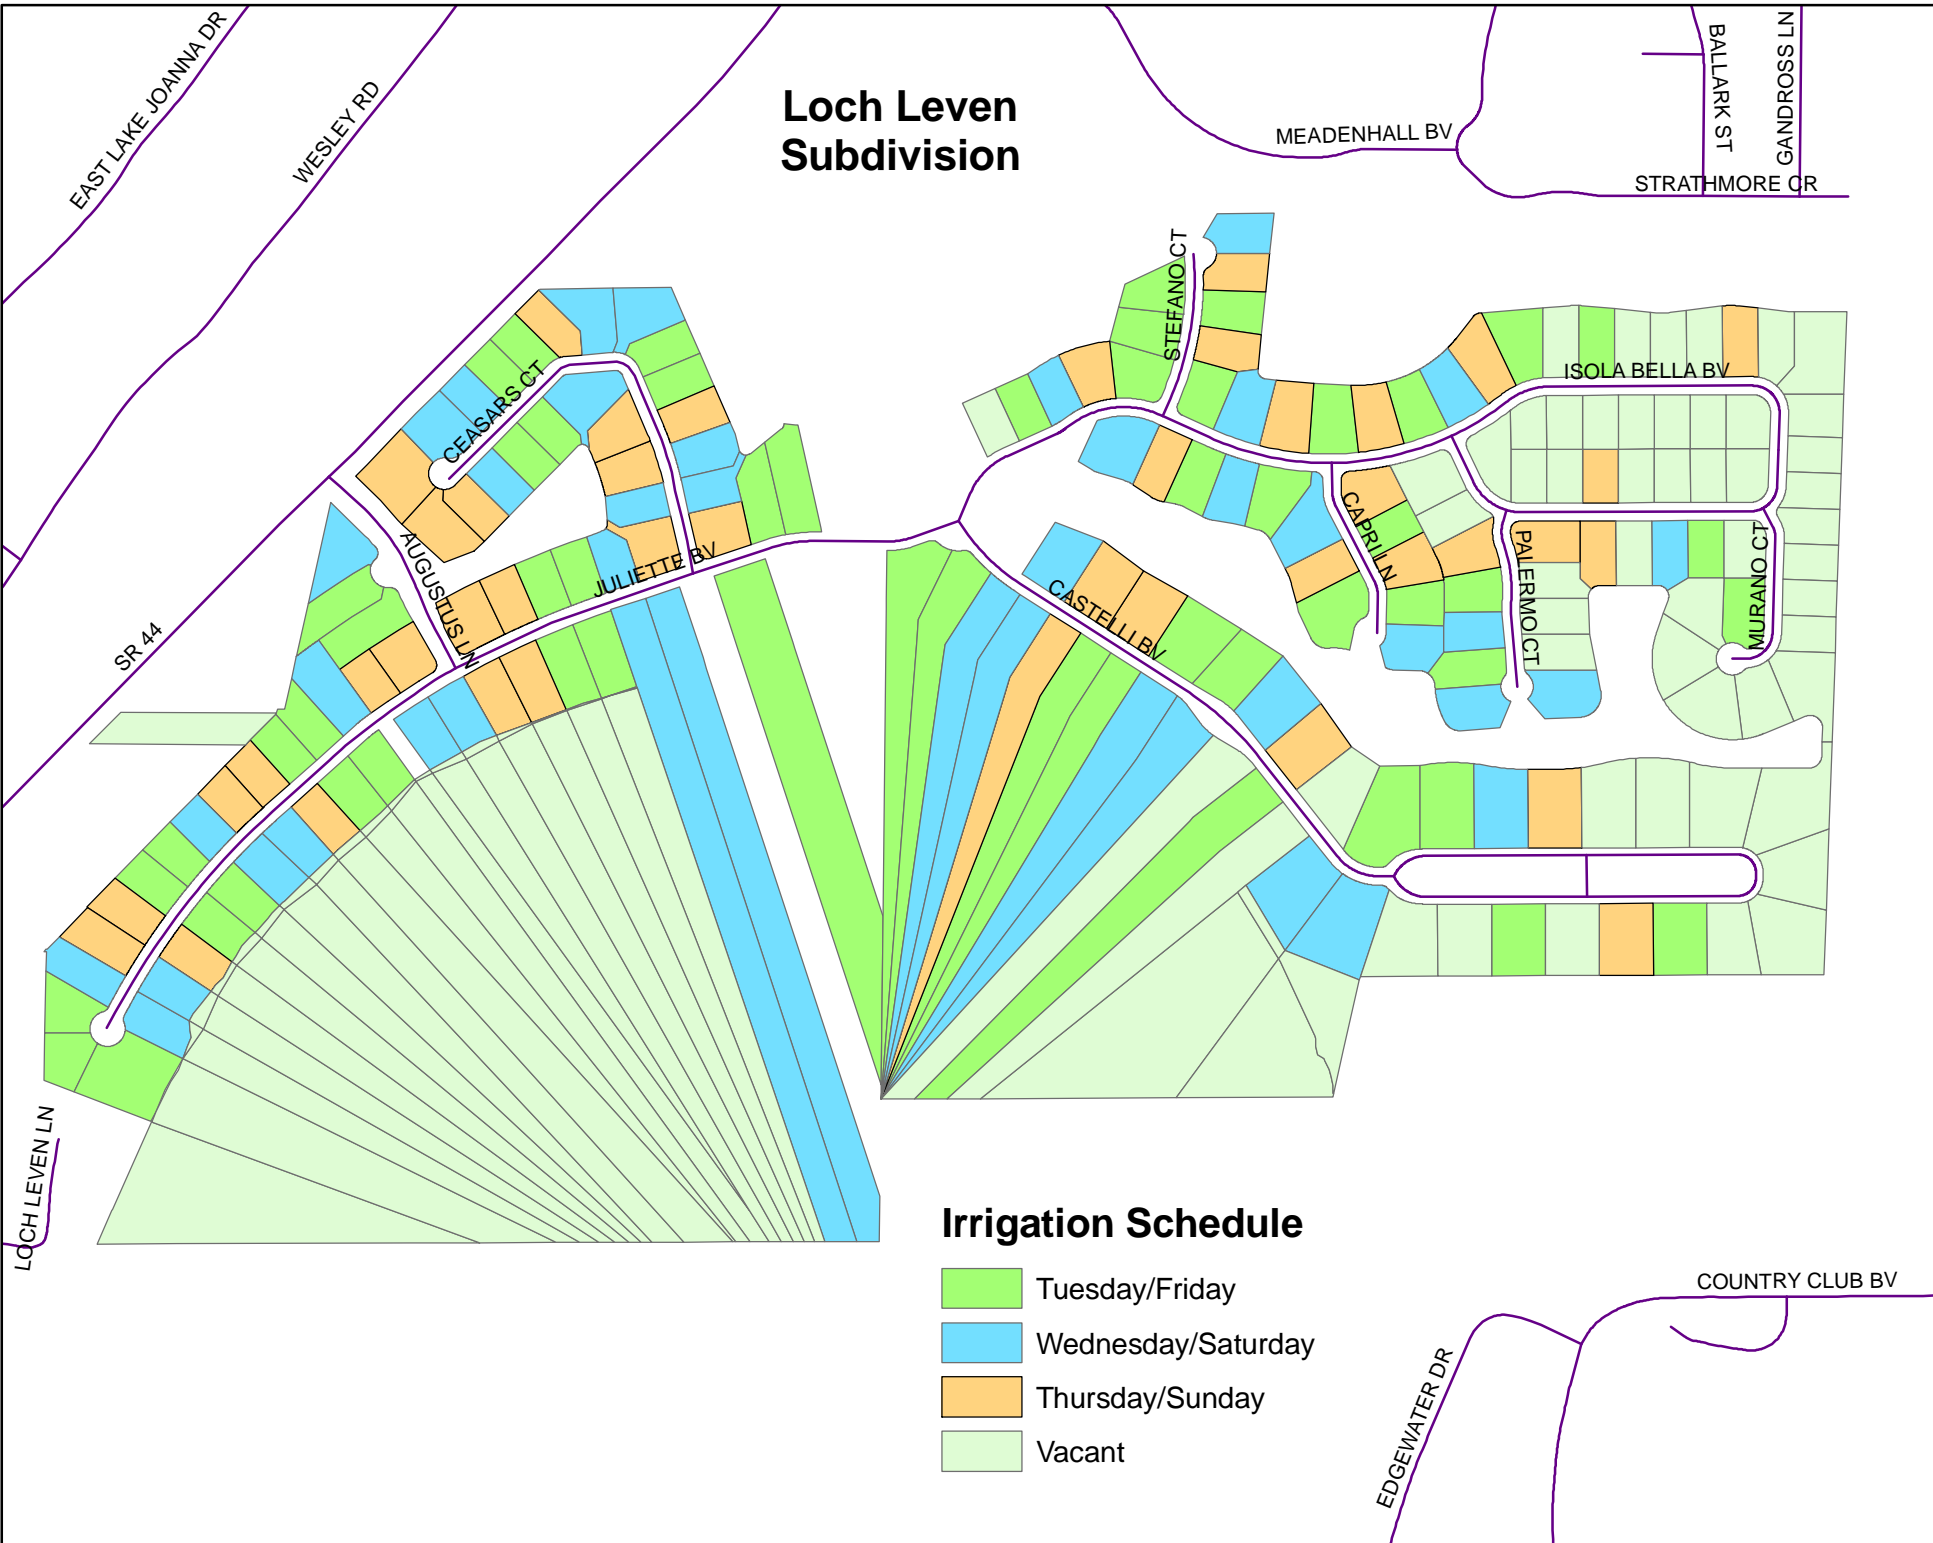 EAST LAKE JOANNA DR
WESLEY RD
Loch Leven
Subdivision
MEADENHALL BV
BALLARK ST
GANDROSS LN
STRATHMORE CR
STEFANO CT
ISOLA BELLA BV
CEASARS CT
AUGUSTUS LN
JULIETTE BV
CAPRI LN
PALERMO CT
MURANO CT
CASTELLI BV
SR 44
LOCH LEVEN LN
Irrigation Schedule
Tuesday/Friday
Wednesday/Saturday
Thursday/Sunday
Vacant
COUNTRY CLUB BV
EDGEWATER DR